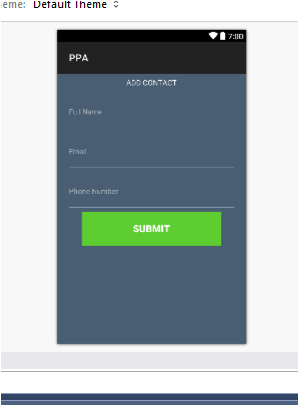 eme: Default Theme
7:00
PPA
ADD CONTACT
Full Name
Email
Phone Number
SUBMIT